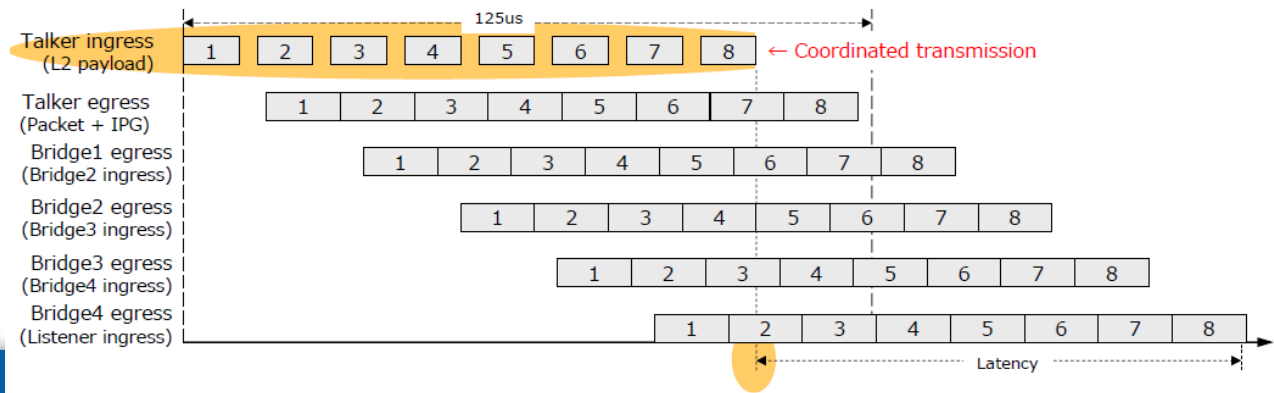 125us
Talker ingress
(L2 payload)
1 2 3 4 5 6 7 8
← Coordinated transmission
Talker egress
(Packet + IPG)
1 2 3 4 5 6 7 8
Bridge1 egress
(Bridge2 ingress)
1 2 3 4 5 6 7 8
Bridge2 egress
(Bridge3 ingress)
1 2 3 4 5 6 7 8
Bridge3 egress
(Bridge4 ingress)
1 2 3 4 5 6 7 8
Bridge4 egress
(Listener ingress)
1 2 3 4 5 6 7 8
Latency